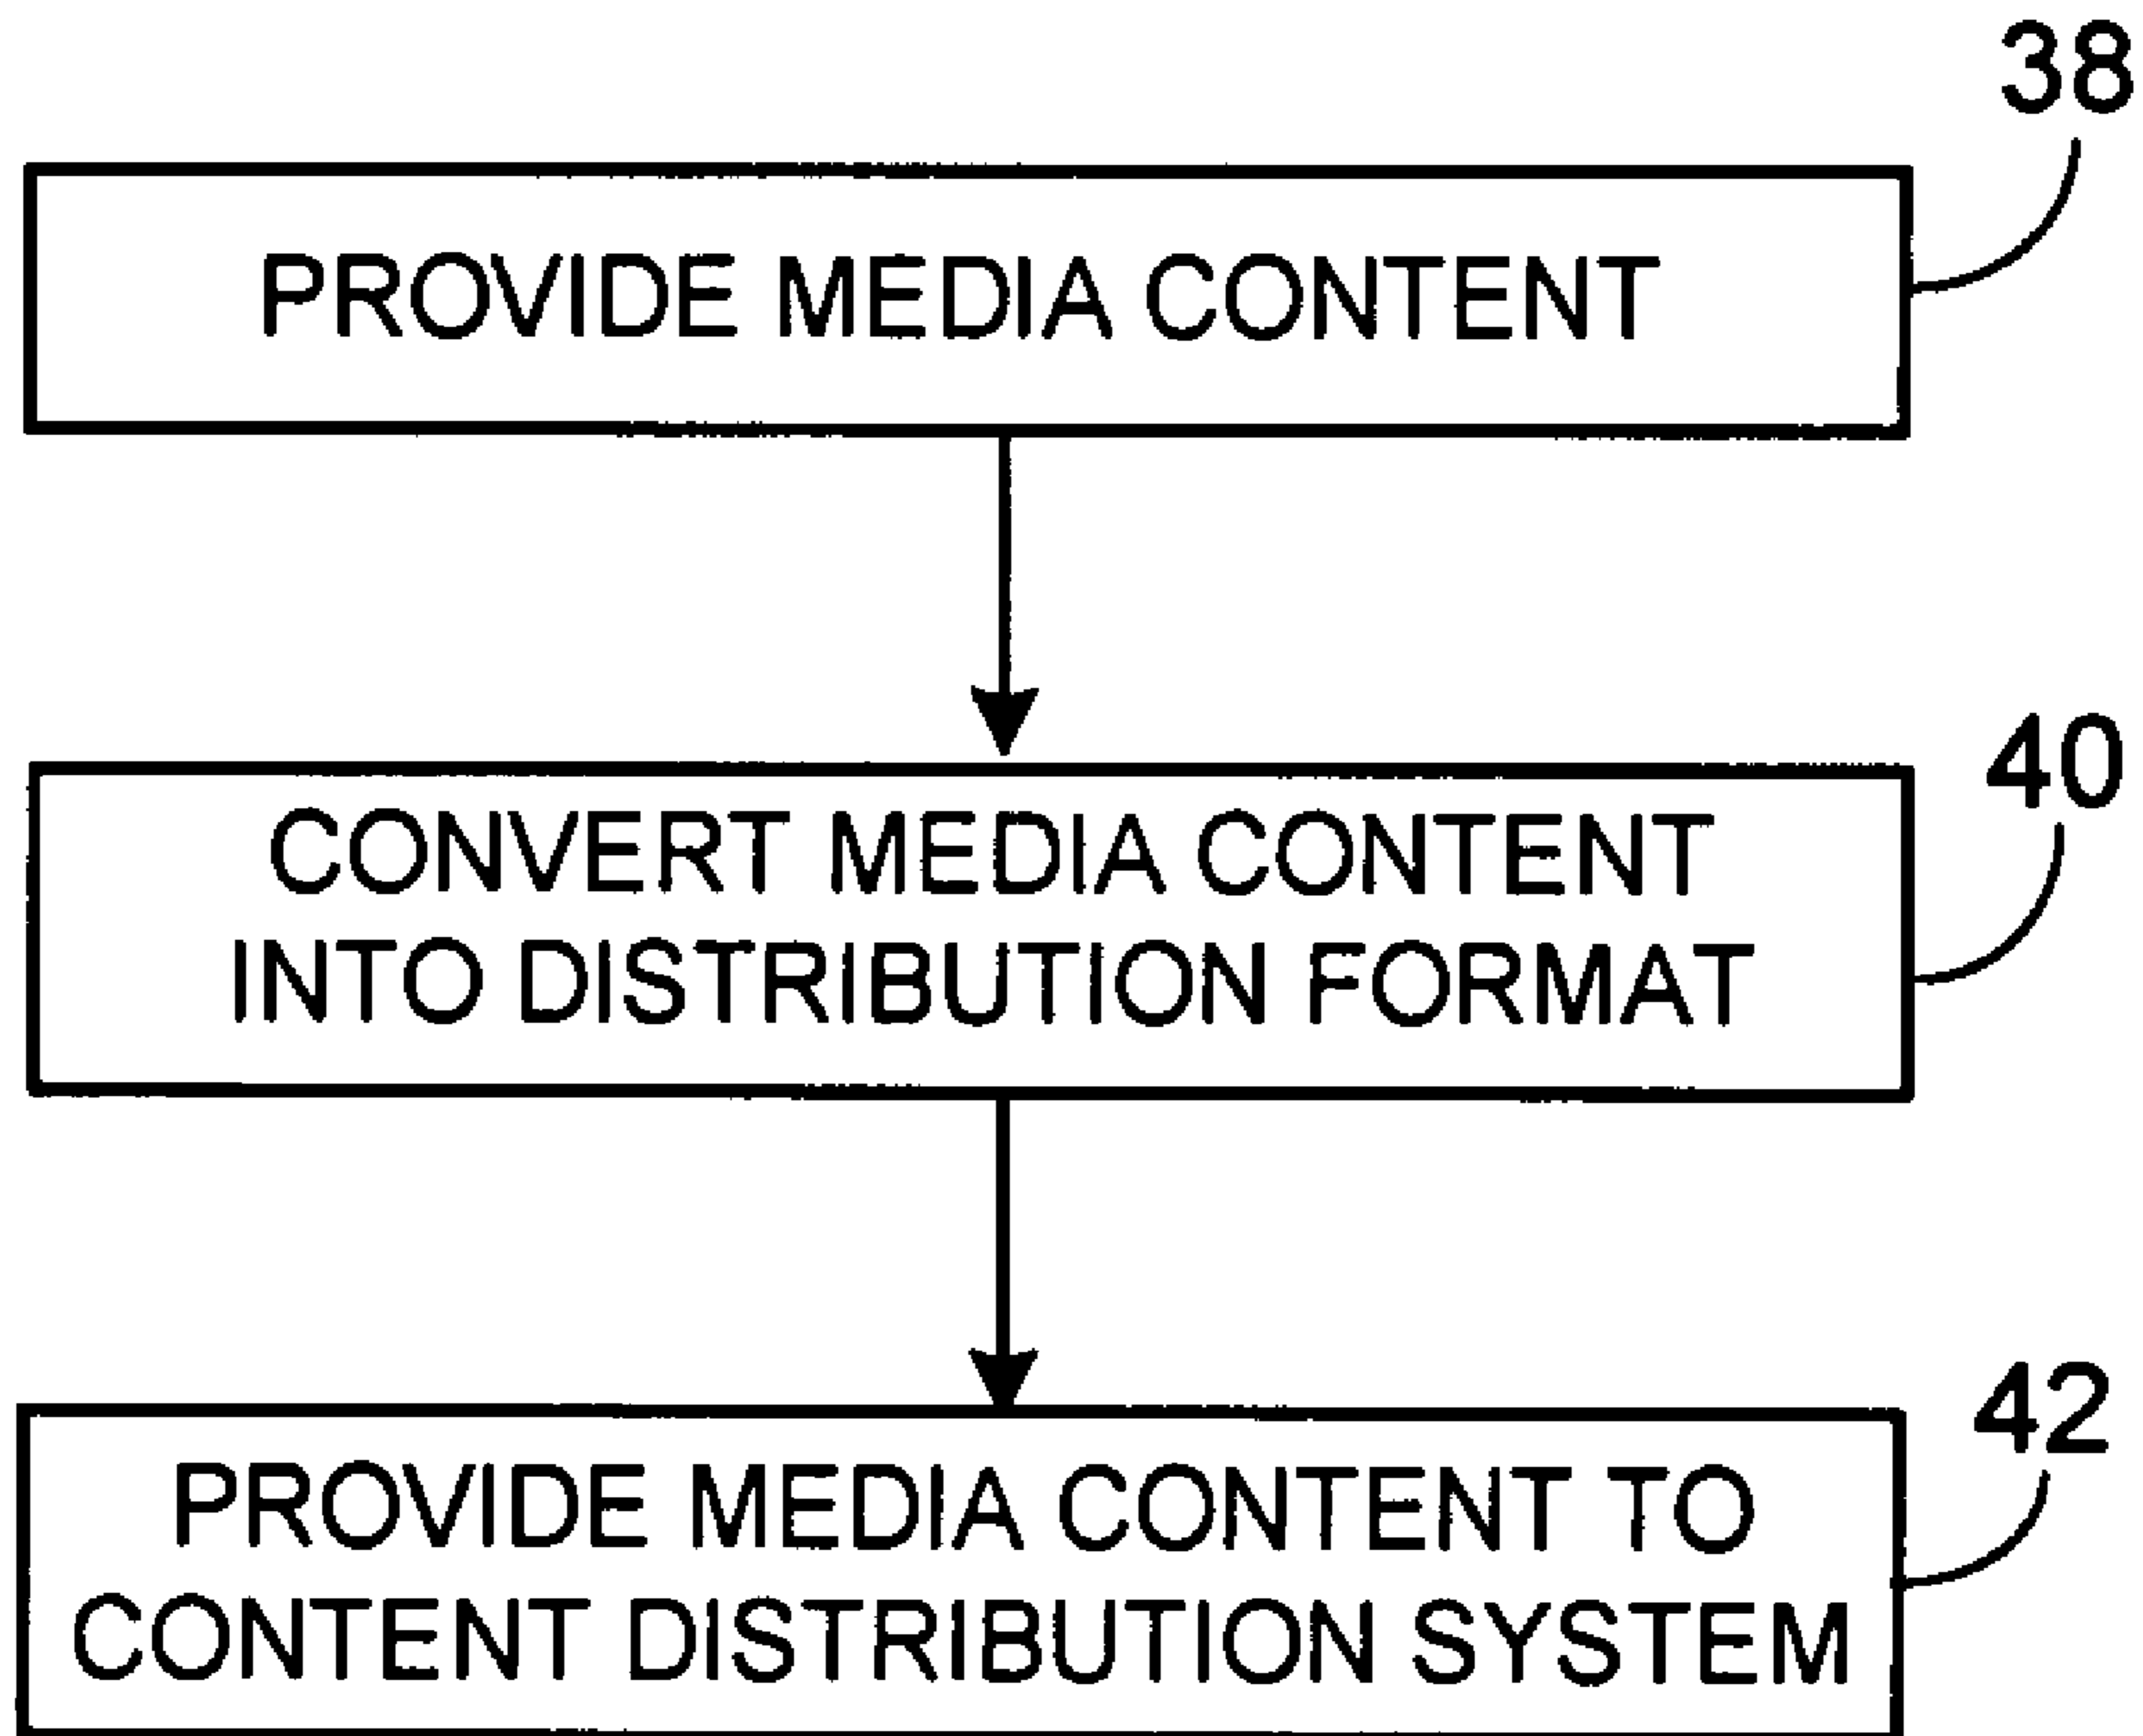 38
PROVIDE MEDIA CONTENT
40
CONVERT MEDIA CONTENT
INTO DISTRIBUTION FORMAT
42
PROVIDE MEDIA CONTENT TO
CONTENT DISTRIBUTION SYSTEM